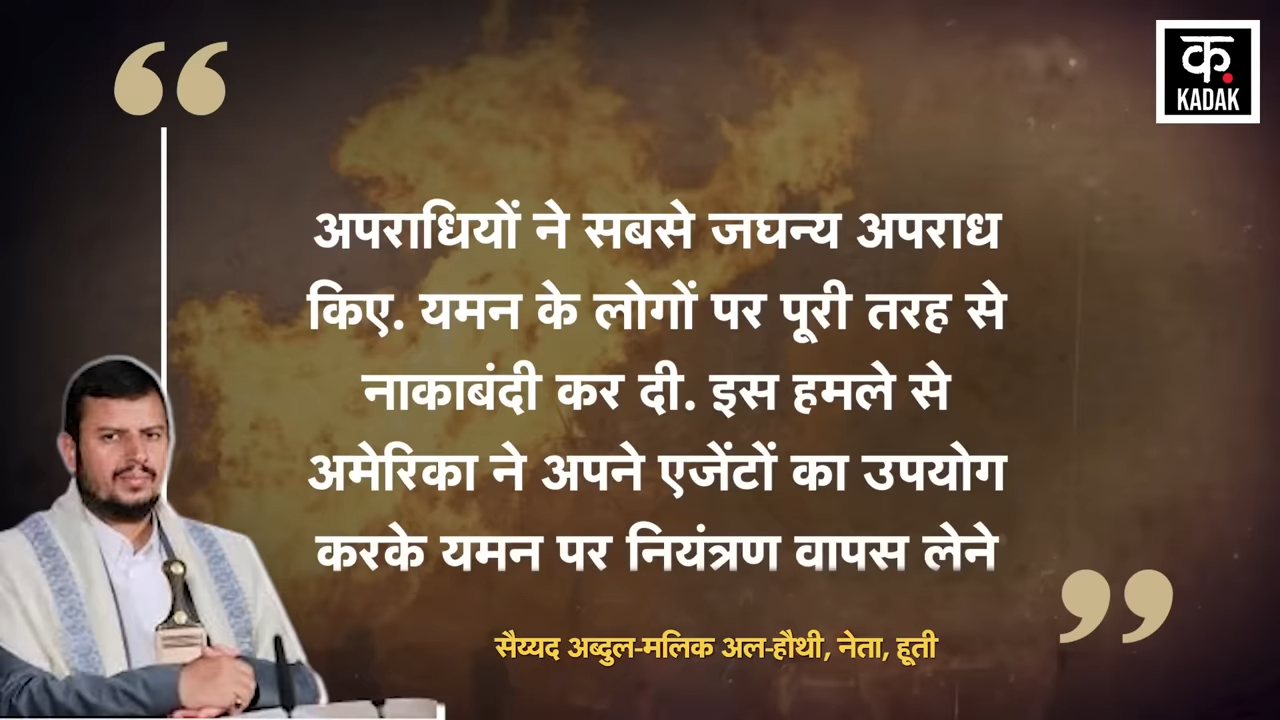 क.
KADAK
अपराधियों ने सबसे जघन्य अपराध
किए. यमन के लोगों पर पूरी तरह से
नाकाबंदी कर दी. इस हमले से
अमेरिका ने अपने एजेंटों का उपयोग
करके यमन पर नियंत्रण वापस लेने
सैय्यद अब्दुल-मलिक अल-हौथी, नेता, हूती